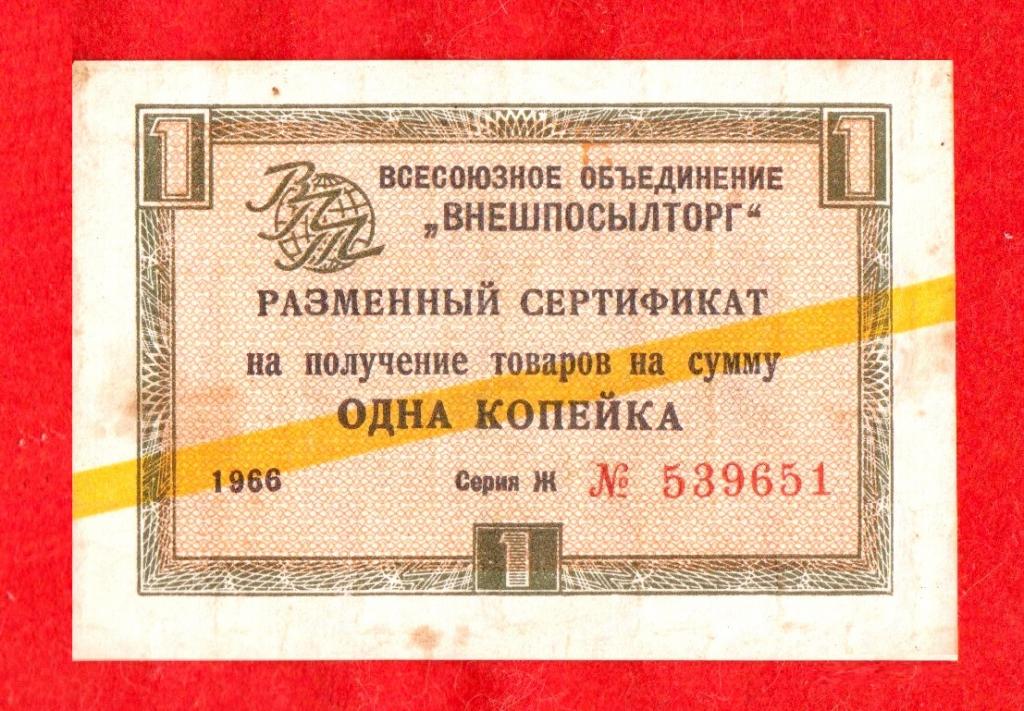 1 1
ВПТ ВСЕСОЮЗНОЕ ОБЪЕДИНЕНИЕ
„ВНЕШПОСЫЛТОРГ“
РАЗМЕННЫЙ СЕРТИФИКАТ
на получение товаров на сумму
ОДНА КОПЕЙКА
1966 Серия Ж № 539651
1